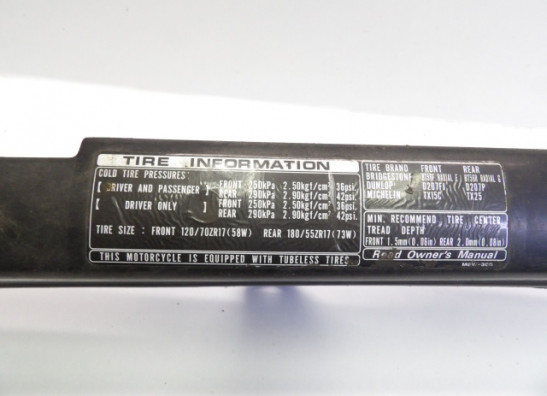 TIRE INFORMATION
COLD TIRE PRESSURES
[ DRIVER AND PASSENGER ] FRONT 250kPa 2.50kgf/cm² 36psi
REAR 290kPa 2.90kgf/cm² 42psi
[ DRIVER ONLY ] FRONT 250kPa 2.50kgf/cm² 36psi
REAR 290kPa 2.90kgf/cm² 42psi
TIRE SIZE : FRONT 120/70ZR17(58W) REAR 180/55ZR17(73W)
THIS MOTORCYCLE IS EQUIPPED WITH TUBELESS TIRES
TIRE BRAND FRONT REAR
BRIDGESTONE
DUNLOP D207FJ D207P
MICHELIN TX15C TX25
MIN. RECOMMEND TIRE CENTER
TREAD DEPTH
FRONT 1.5mm(0.06in) REAR 2.0mm(0.08in)
Read Owner's Manual